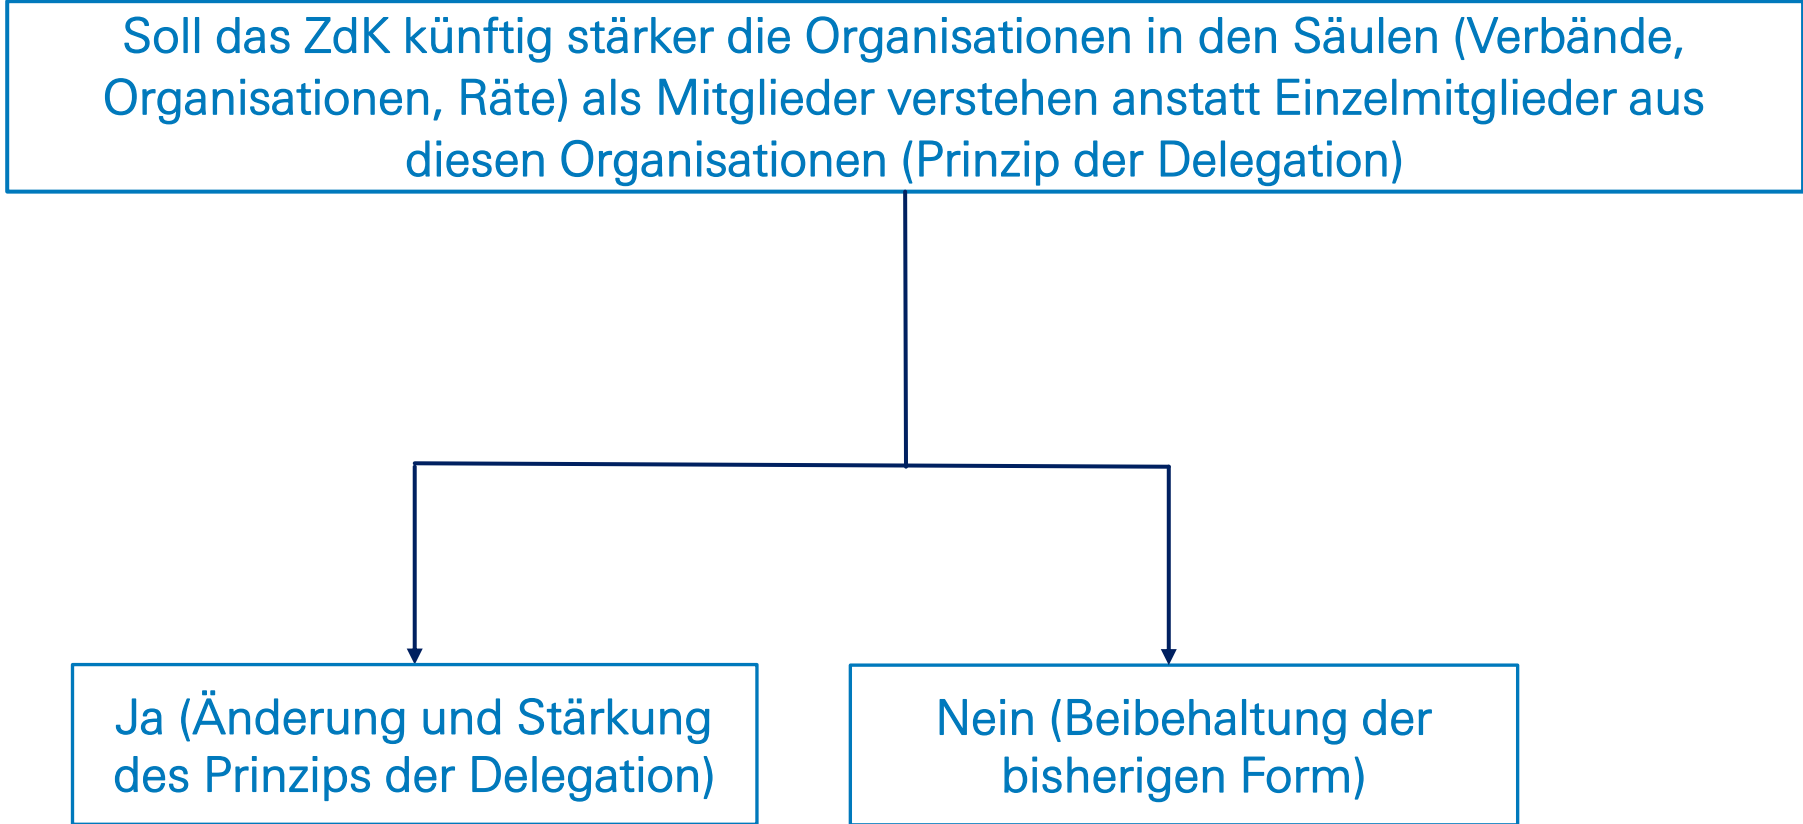 Soll das ZdK künftig stärker die Organisationen in den Säulen (Verbände,
Organisationen, Räte) als Mitglieder verstehen anstatt Einzelmitglieder aus
diesen Organisationen (Prinzip der Delegation)
Ja (Änderung und Stärkung
des Prinzips der Delegation)
Nein (Beibehaltung der
bisherigen Form)